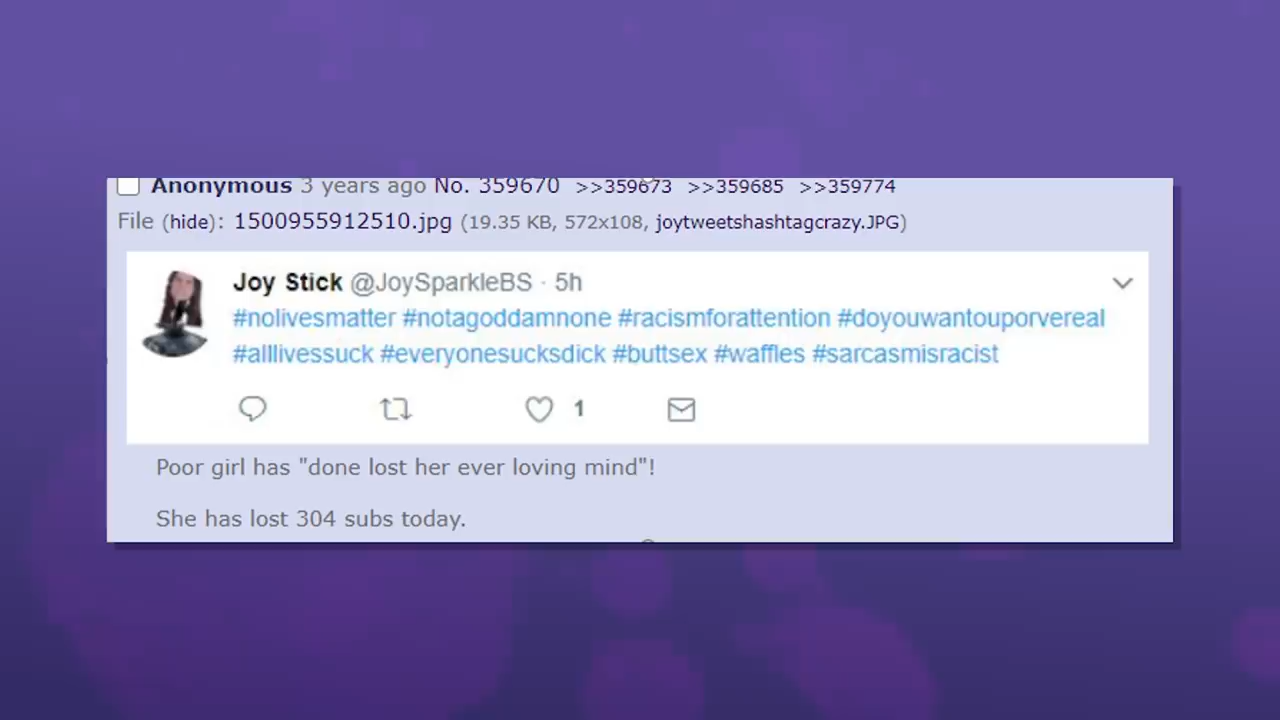 Anonymous 3 years ago No. 359670 >>359673 >>359685 >>359774
File (hide): 1500955912510.jpg (19.35 KB, 572x108, joytweetshashtagcrazy.JPG)
Joy Stick @JoySparkleBS · 5h
#nolivesmatter #notagoddamnone #racismforattention #doyouwantouporvereal
#alllivessuck #everyonesucksdick #buttsex #waffles #sarcasmisracist
1
Poor girl has "done lost her ever loving mind"!
She has lost 304 subs today.